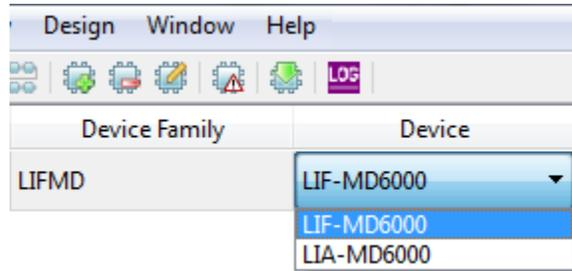 Design Window Help
LOG
Device Family Device
LIFMD LIF-MD6000
LIF-MD6000
LIA-MD6000